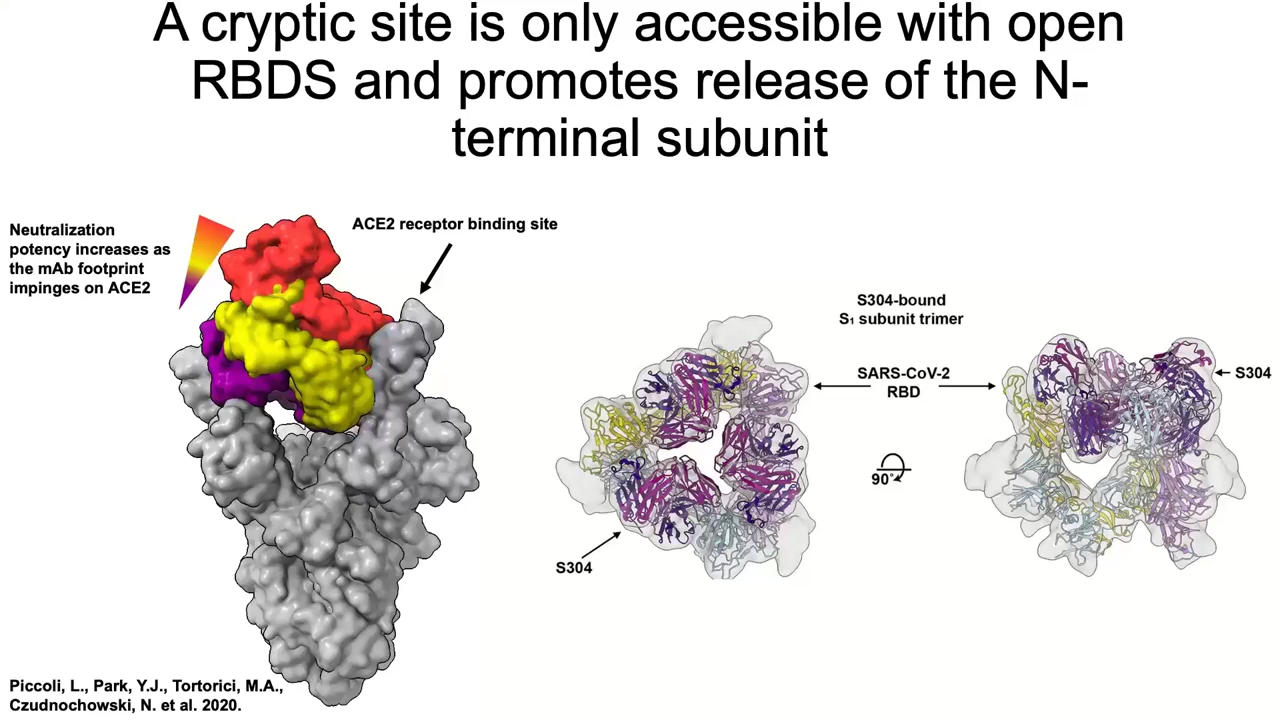 A cryptic site is only accessible with open
RBDS and promotes release of the N-
terminal subunit
Neutralization
potency increases as
the mAb footprint
impinges on ACE2
ACE2 receptor binding site
S304-bound
S₁ subunit trimer
SARS-CoV-2
RBD
S304
90°
S304
Piccoli, L., Park, Y.J., Tortorici, M.A.,
Czudnochowski, N. et al. 2020.